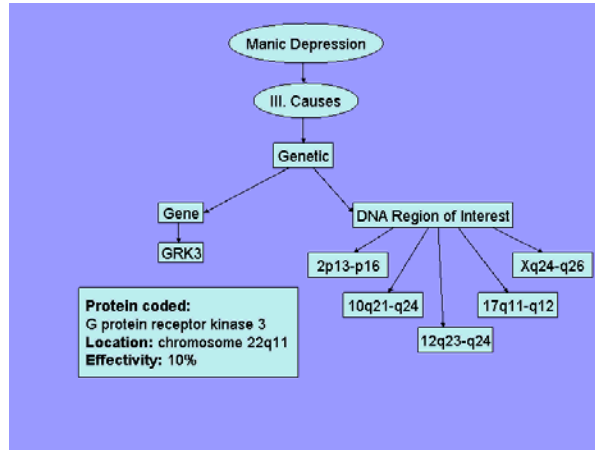 Manic Depression
III. Causes
Genetic
Gene
DNA Region of Interest
GRK3
2p13-p16
Xq24-q26
10q21-q24
17q11-q12
12q23-q24
Protein coded:
G protein receptor kinase 3
Location: chromosome 22q11
Effectivity: 10%